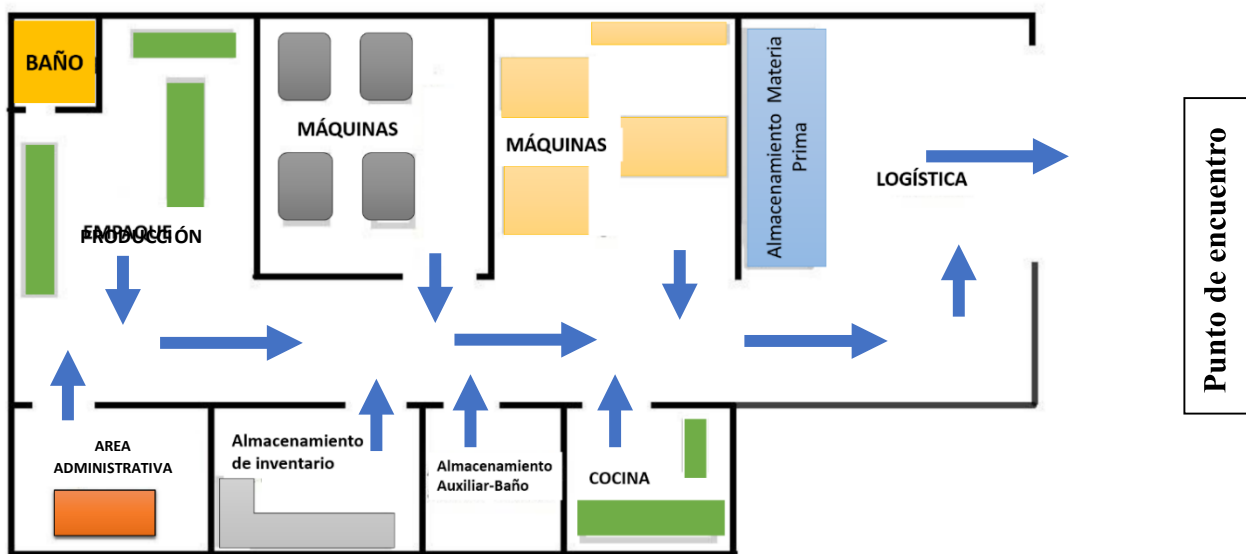 BAÑO
EMPAQUE
PRODUCCIÓN
MÁQUINAS
MÁQUINAS
Almacenamiento Materia
Prima
LOGÍSTICA
Punto de encuentro
AREA
ADMINISTRATIVA
Almacenamiento
de inventario
Almacenamiento
Auxiliar-Baño
COCINA